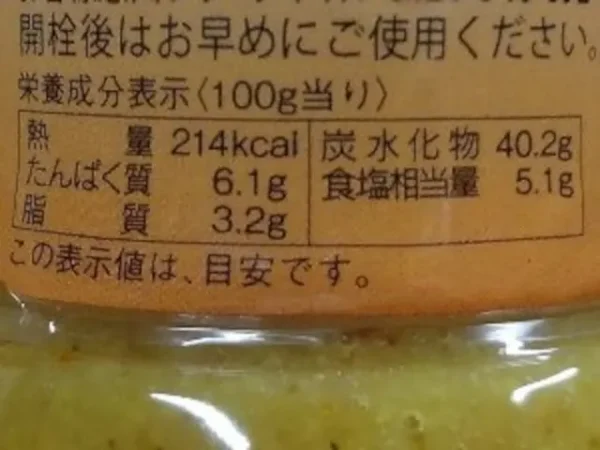 開栓後はお早めにご使用ください。
栄養成分表示〈100g当り〉
熱量 214kcal 炭水化物 40.2g
たんぱく質 6.1g 食塩相当量 5.1g
脂質 3.2g
この表示値は、目安です。